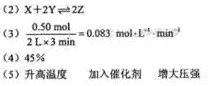 (2) X+2Y⇌2Z
(3) 0.50 mol / 2 L×3 min = 0.083 mol·L⁻¹·min⁻¹
(4) 45%
(5) 升高温度 加入催化剂 增大压强